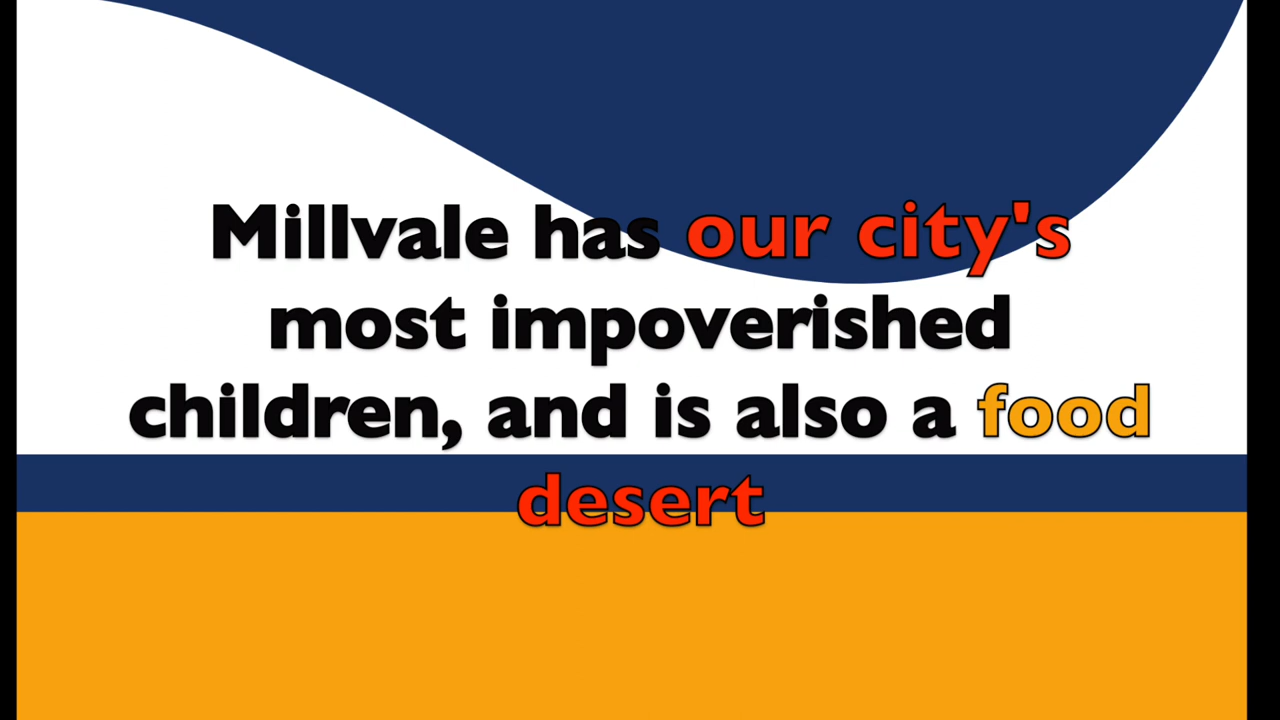 Millvale has our city's
most impoverished
children, and is also a food
desert